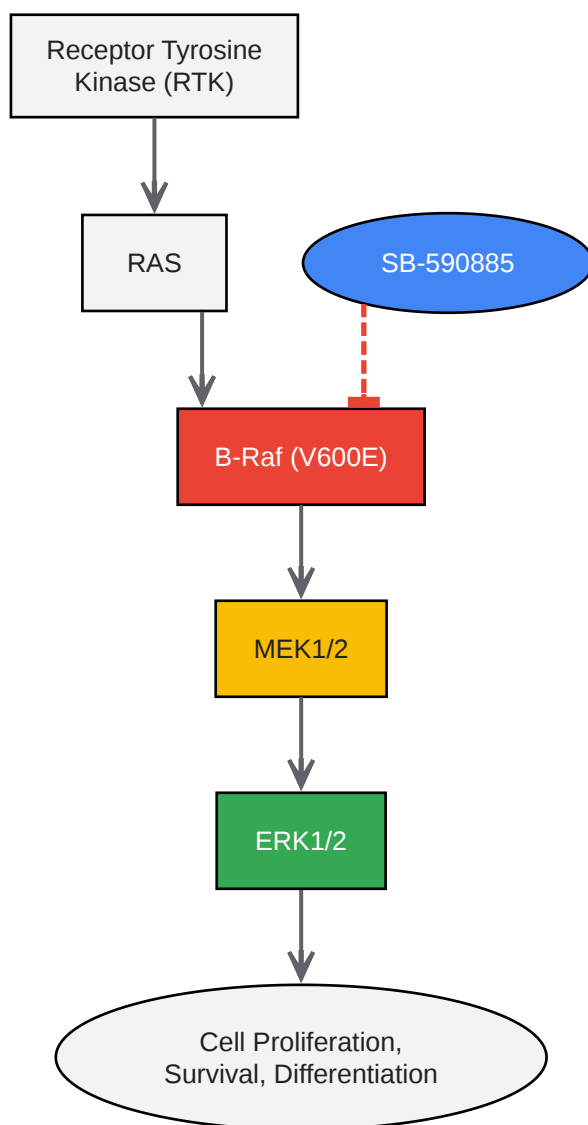 Receptor Tyrosine
Kinase (RTK)
RAS
SB-590885
B-Raf (V600E)
MEK1/2
ERK1/2
Cell Proliferation,
Survival, Differentiation